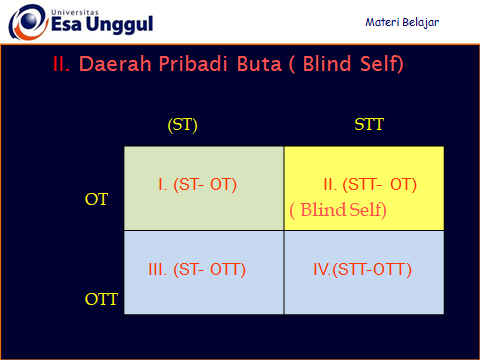 Universitas
Esa Unggul
Materi Belajar
II. Daerah Pribadi Buta ( Blind Self)
(ST) STT
OT
I. (ST- OT) II. (STT- OT)
( Blind Self)
OTT
III. (ST- OTT) IV.(STT-OTT)